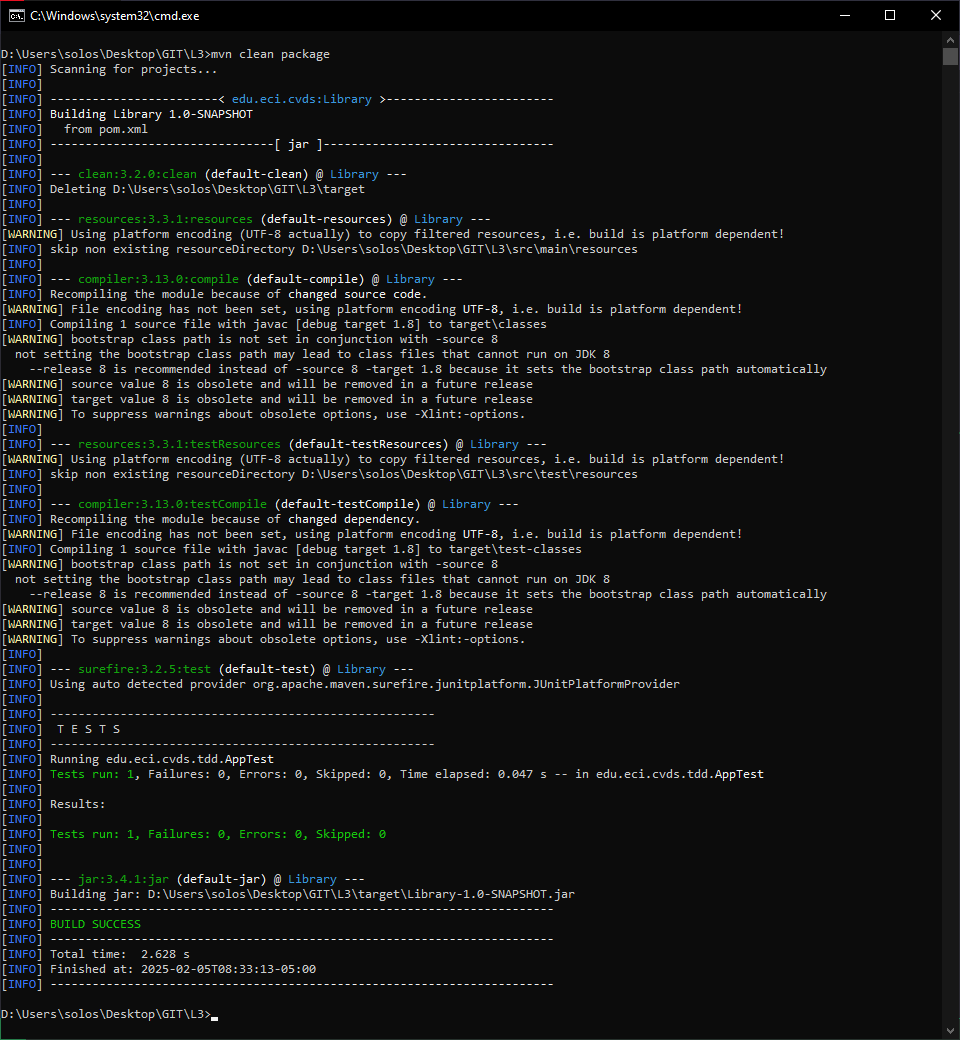 C:\Windows\system32\cmd.exe
D:\Users\solos\Desktop\GIT\L3>mvn clean package
[INFO] Scanning for projects...
[INFO]
[INFO] ------------------------< edu.eci.cvds:Library >------------------------
[INFO] Building Library 1.0-SNAPSHOT
[INFO]   from pom.xml
[INFO] --------------------------------[ jar ]---------------------------------
[INFO]
[INFO] --- clean:3.2.0:clean (default-clean) @ Library ---
[INFO] Deleting D:\Users\solos\Desktop\GIT\L3\target
[INFO]
[INFO] --- resources:3.3.1:resources (default-resources) @ Library ---
[WARNING] Using platform encoding (UTF-8 actually) to copy filtered resources, i.e. build is platform dependent!
[INFO] skip non existing resourceDirectory D:\Users\solos\Desktop\GIT\L3\src\main\resources
[INFO]
[INFO] --- compiler:3.13.0:compile (default-compile) @ Library ---
[INFO] Recompiling the module because of changed source code.
[WARNING] File encoding has not been set, using platform encoding UTF-8, i.e. build is platform dependent!
[INFO] Compiling 1 source file with javac [debug target 1.8] to target\classes
[WARNING] bootstrap class path is not set in conjunction with -source 8
  not setting the bootstrap class path may lead to class files that cannot run on JDK 8
    --release 8 is recommended instead of -source 8 -target 1.8 because it sets the bootstrap class path automatically
[WARNING] source value 8 is obsolete and will be removed in a future release
[WARNING] target value 8 is obsolete and will be removed in a future release
[WARNING] To suppress warnings about obsolete options, use -Xlint:-options.
[INFO]
[INFO] --- resources:3.3.1:testResources (default-testResources) @ Library ---
[WARNING] Using platform encoding (UTF-8 actually) to copy filtered resources, i.e. build is platform dependent!
[INFO] skip non existing resourceDirectory D:\Users\solos\Desktop\GIT\L3\src\test\resources
[INFO]
[INFO] --- compiler:3.13.0:testCompile (default-testCompile) @ Library ---
[INFO] Recompiling the module because of changed dependency.
[WARNING] File encoding has not been set, using platform encoding UTF-8, i.e. build is platform dependent!
[INFO] Compiling 1 source file with javac [debug target 1.8] to target\test-classes
[WARNING] bootstrap class path is not set in conjunction with -source 8
  not setting the bootstrap class path may lead to class files that cannot run on JDK 8
    --release 8 is recommended instead of -source 8 -target 1.8 because it sets the bootstrap class path automatically
[WARNING] source value 8 is obsolete and will be removed in a future release
[WARNING] target value 8 is obsolete and will be removed in a future release
[WARNING] To suppress warnings about obsolete options, use -Xlint:-options.
[INFO]
[INFO] --- surefire:3.2.5:test (default-test) @ Library ---
[INFO] Using auto detected provider org.apache.maven.surefire.junitplatform.JUnitPlatformProvider
[INFO]
[INFO] -------------------------------------------------------
[INFO]  T E S T S
[INFO] -------------------------------------------------------
[INFO] Running edu.eci.cvds.tdd.AppTest
[INFO] Tests run: 1, Failures: 0, Errors: 0, Skipped: 0, Time elapsed: 0.047 s -- in edu.eci.cvds.tdd.AppTest
[INFO]
[INFO] Results:
[INFO]
[INFO] Tests run: 1, Failures: 0, Errors: 0, Skipped: 0
[INFO]
[INFO]
[INFO] --- jar:3.4.1:jar (default-jar) @ Library ---
[INFO] Building jar: D:\Users\solos\Desktop\GIT\L3\target\Library-1.0-SNAPSHOT.jar
[INFO] ------------------------------------------------------------------------
[INFO] BUILD SUCCESS
[INFO] ------------------------------------------------------------------------
[INFO] Total time:  2.628 s
[INFO] Finished at: 2025-02-05T08:33:13-05:00
[INFO] ------------------------------------------------------------------------
D:\Users\solos\Desktop\GIT\L3>